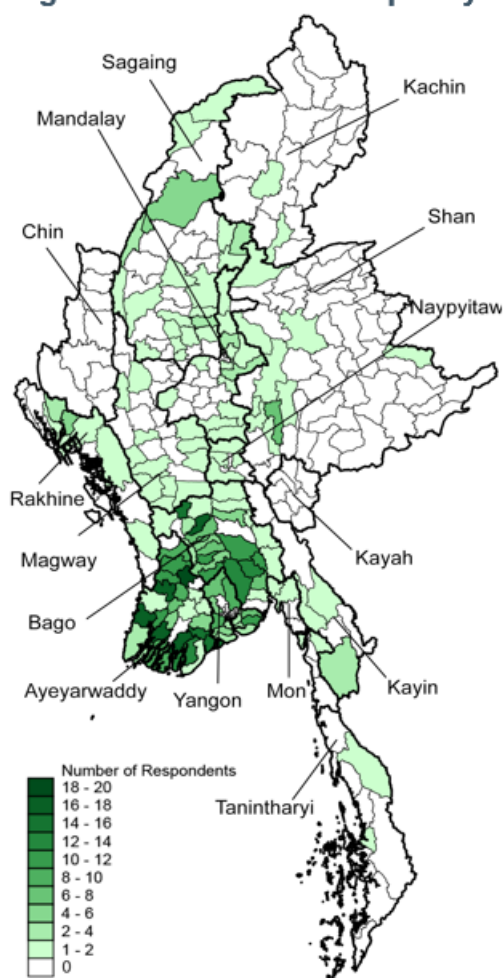 Sagaing
Kachin
Mandalay
Shan
Chin
Naypyitaw
Rakhine
Magway
Kayah
Bago
Ayeyarwaddy
Yangon
Mon
Kayin
Tanintharyi
Number of Respondents
18 - 20
16 - 18
14 - 16
12 - 14
10 - 12
8 - 10
6 - 8
4 - 6
2 - 4
1 - 2
0